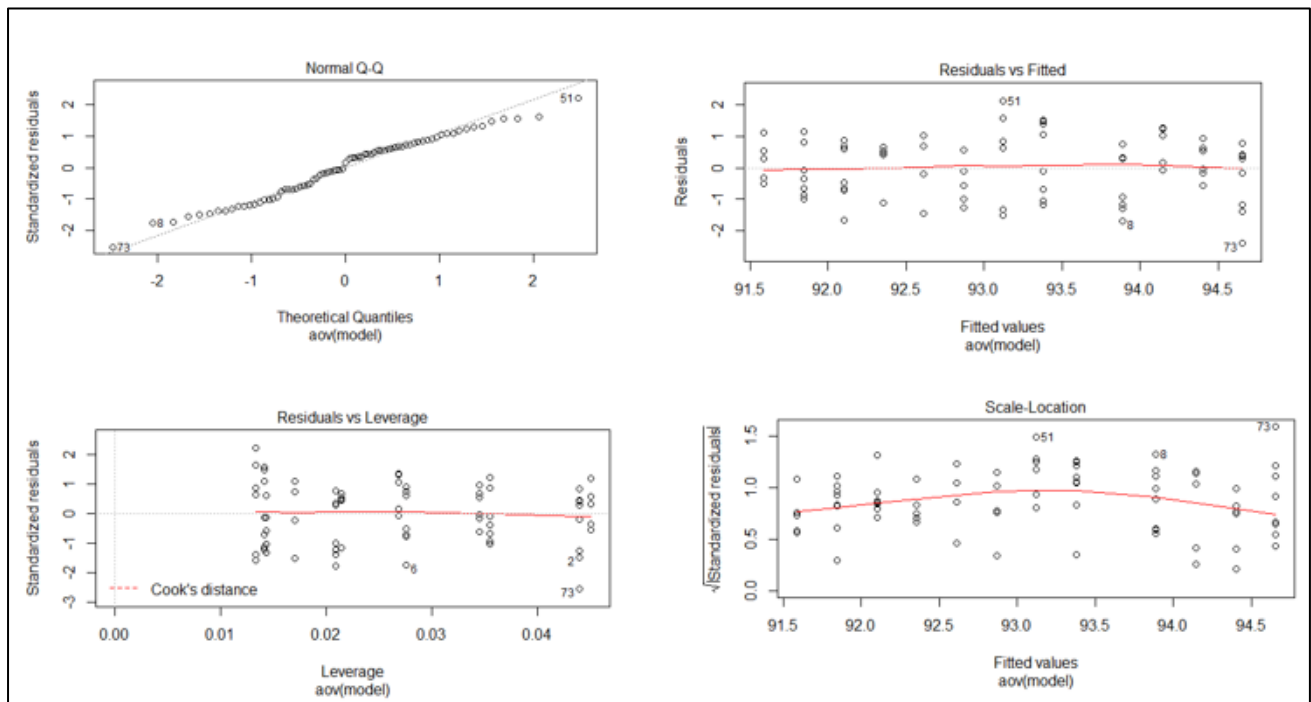 Normal Q-Q
Standardized residuals
2
1
0
-1
-2
51
8
73
-2 -1 0 1 2
Theoretical Quantiles
aov(model)
Residuals vs Fitted
Residuals
2
1
0
-1
-2
51
8
73
91.5 92.0 92.5 93.0 93.5 94.0 94.5
Fitted values
aov(model)
Residuals vs Leverage
Standardized residuals
2
1
0
-1
-2
-3
6
2
73
Cook's distance
0.00 0.01 0.02 0.03 0.04
Leverage
aov(model)
Scale-Location
√|Standardized residuals|
1.5
1.0
0.5
0.0
51
8
73
91.5 92.0 92.5 93.0 93.5 94.0 94.5
Fitted values
aov(model)